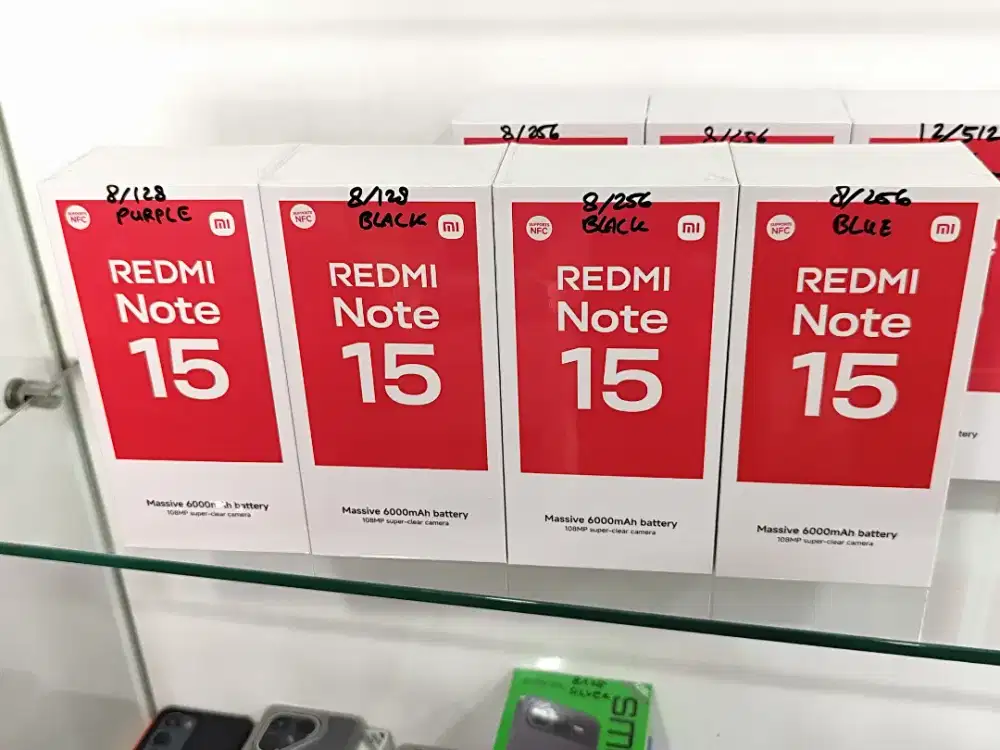 8/256
8/256
12/512
8/128
PURPLE
SUPPORTS
NFC
mi
REDMI
Note
15
Massive 6000mAh battery
108MP super-clear camera
8/128
BLACK
SUPPORTS
NFC
mi
REDMI
Note
15
Massive 6000mAh battery
108MP super-clear camera
8/256
BLACK
SUPPORTS
NFC
mi
REDMI
Note
15
Massive 6000mAh battery
108MP super-clear camera
8/256
BLUE
SUPPORTS
NFC
mi
REDMI
Note
15
Massive 6000mAh battery
108MP super-clear camera
tery
SILVER
sm